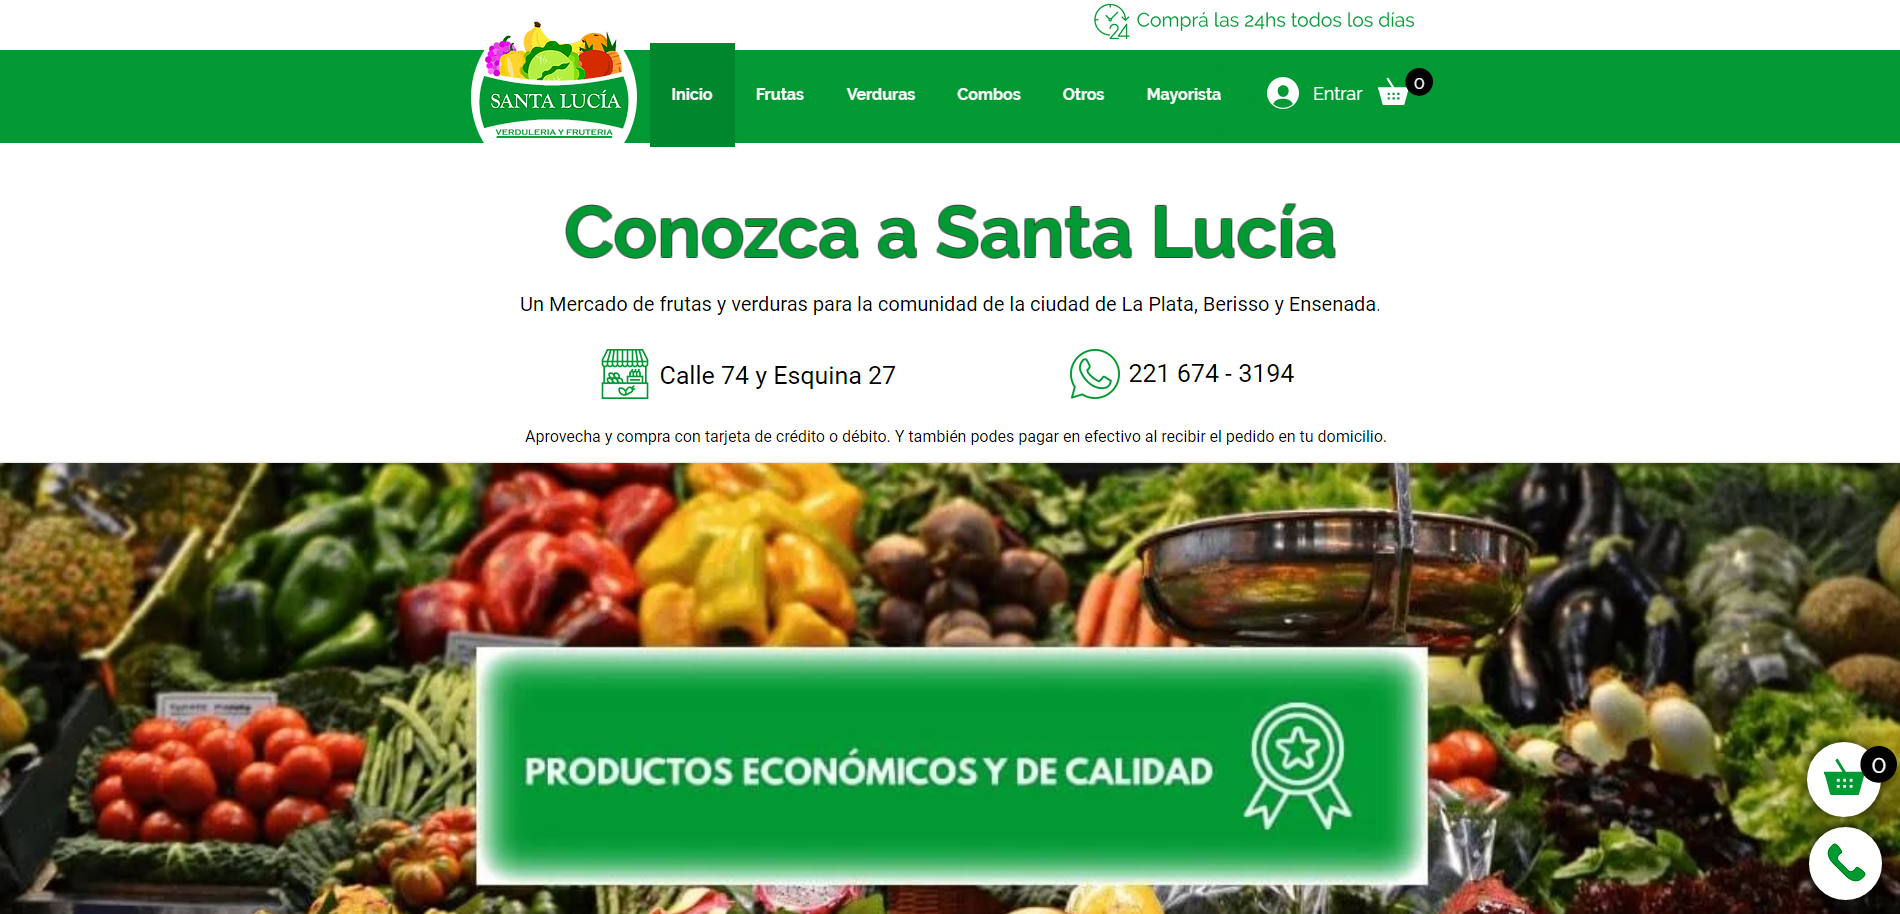 Comprá las 24hs todos los días
24
SANTA LUCÍA
VERDULERIA Y FRUTERIA
Inicio
Frutas
Verduras
Combos
Otros
Mayorista
Entrar
0
Conozca a Santa Lucía
Un Mercado de frutas y verduras para la comunidad de la ciudad de La Plata, Berisso y Ensenada.
Calle 74 y Esquina 27
221 674 - 3194
Aprovecha y compra con tarjeta de crédito o débito. Y también podes pagar en efectivo al recibir el pedido en tu domicilio.
PRODUCTOS ECONÓMICOS Y DE CALIDAD
0